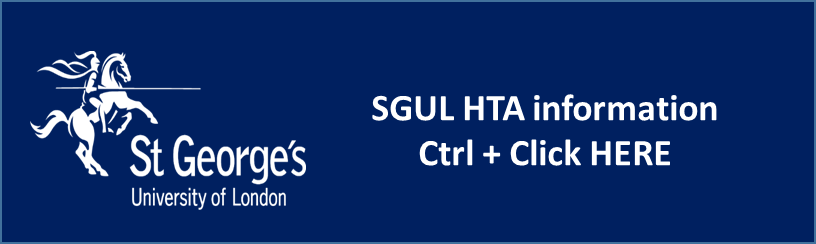 St George's
University of London
SGUL HTA information
Ctrl + Click HERE